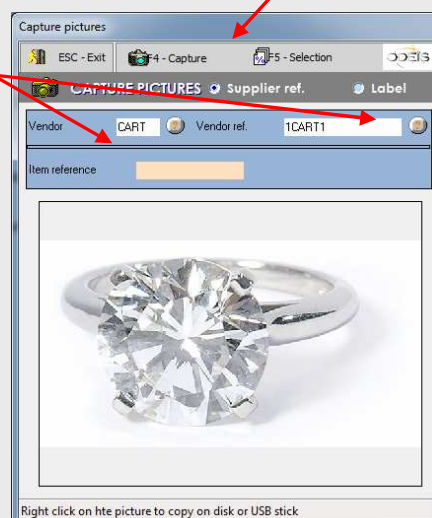 Capture pictures
ESC - Exit F4 - Capture F5 - Selection OPSIS
CAPTURE PICTURES Supplier ref. Label
Vendor CART Vendor ref. 1CART1
Item reference
Right click on hte picture to copy on disk or USB stick